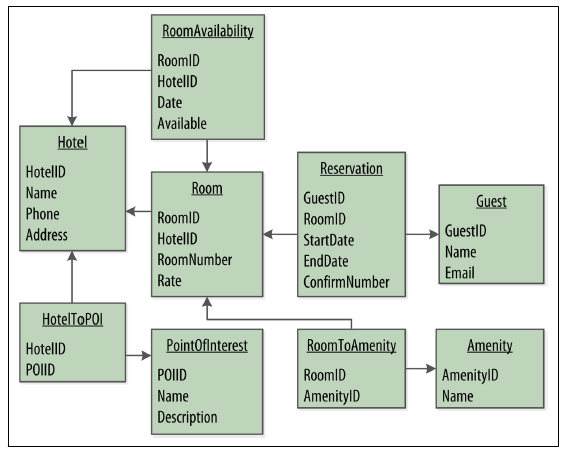 RoomAvailability
RoomID
HotelID
Date
Available
Hotel
HotelID
Name
Phone
Address
Room
RoomID
HotelID
RoomNumber
Rate
Reservation
GuestID
RoomID
StartDate
EndDate
ConfirmNumber
Guest
GuestID
Name
Email
HotelToPOI
HotelID
POIID
PointOfInterest
POIID
Name
Description
RoomToAmenity
RoomID
AmenityID
Amenity
AmenityID
Name